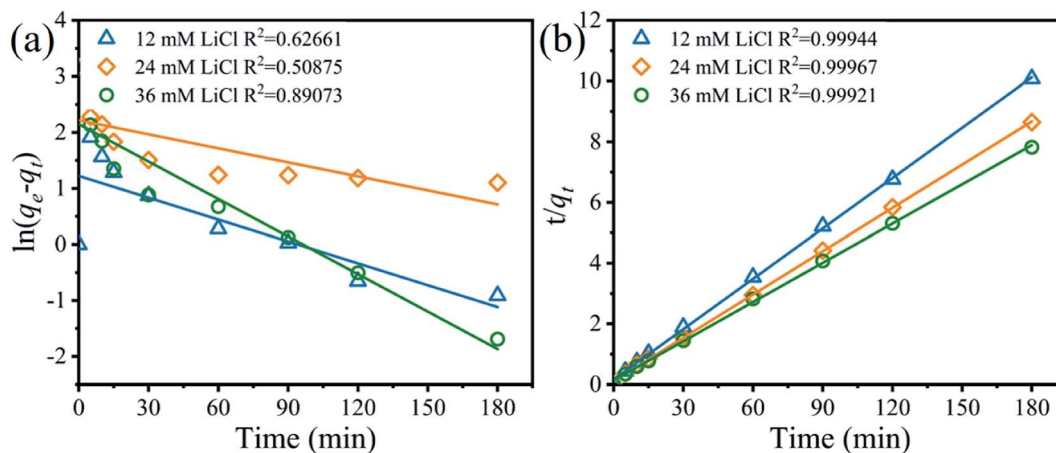 (a)
12 mM LiCl R²=0.62661
24 mM LiCl R²=0.50875
36 mM LiCl R²=0.89073
ln(qₑ-qₜ)
4
3
2
1
0
-1
-2
0 30 60 90 120 150 180
Time (min)
(b)
12 mM LiCl R²=0.99944
24 mM LiCl R²=0.99967
36 mM LiCl R²=0.99921
t/qₜ
12
10
8
6
4
2
0
0 30 60 90 120 150 180
Time (min)